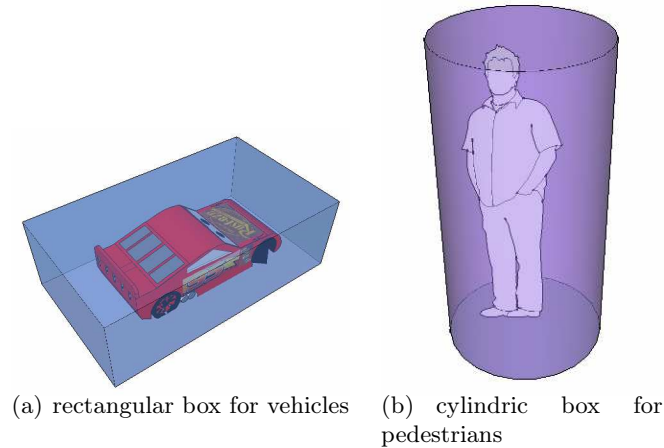 (a) rectangular box for vehicles
(b) cylindric box for
pedestrians